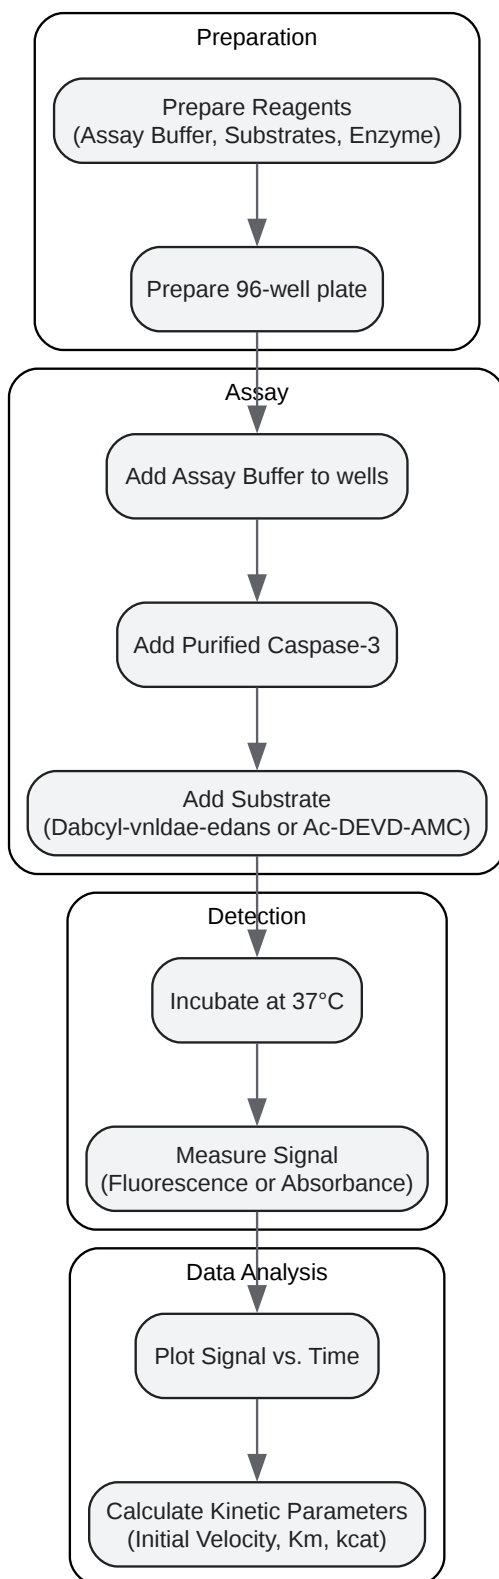 Preparation
Prepare Reagents
(Assay Buffer, Substrates, Enzyme)
Prepare 96-well plate
Assay
Add Assay Buffer to wells
Add Purified Caspase-3
Add Substrate
(Dabcyl-vnldae-edans or Ac-DEVD-AMC)
Detection
Incubate at 37°C
Measure Signal
(Fluorescence or Absorbance)
Data Analysis
Plot Signal vs. Time
Calculate Kinetic Parameters
(Initial Velocity, Km, kcat)